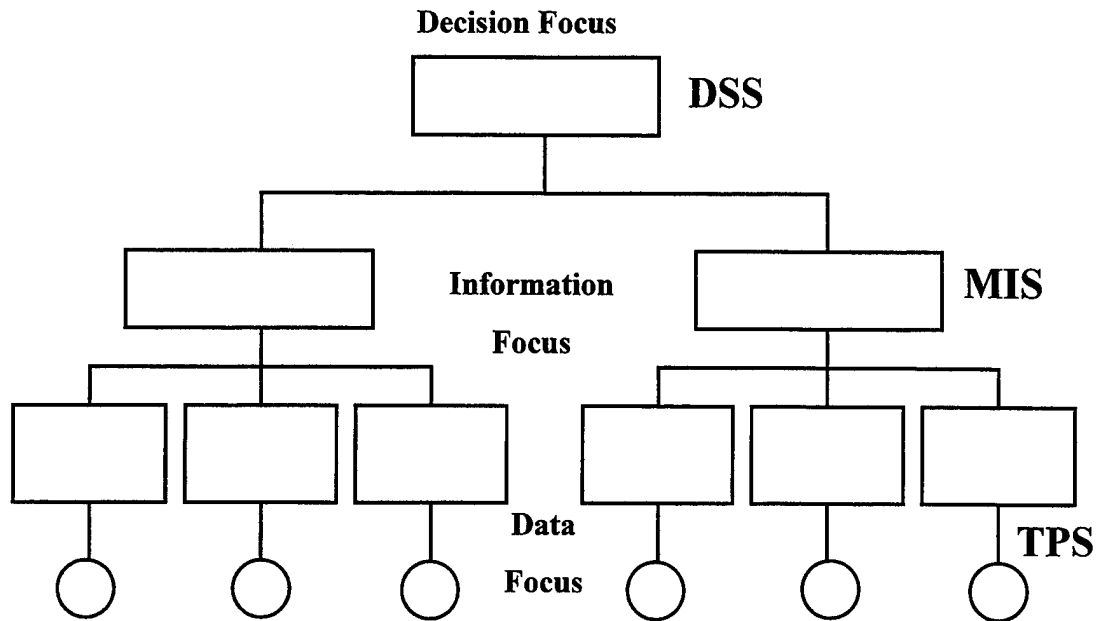 Decision Focus
DSS
Information
Focus
MIS
Data
Focus
TPS